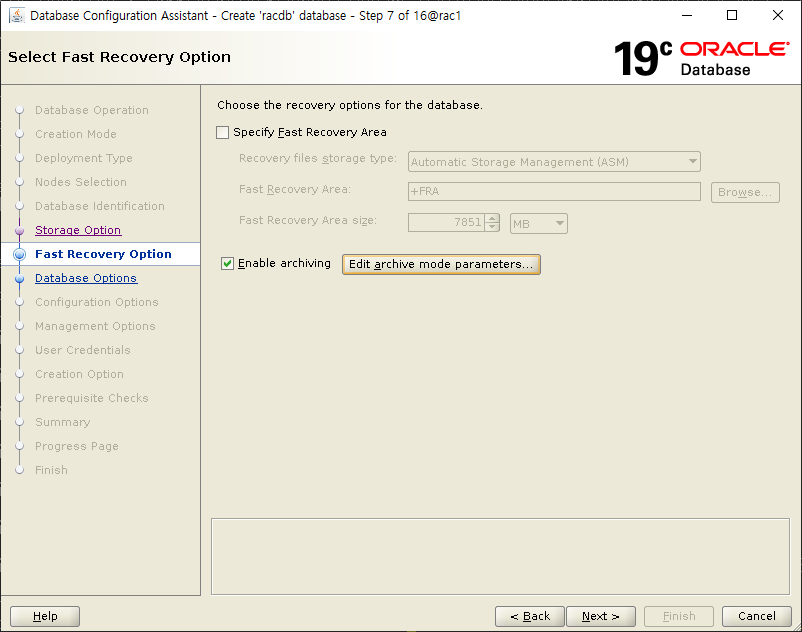 Database Configuration Assistant - Create 'racdb' database - Step 7 of 16@rac1
Select Fast Recovery Option
19c ORACLE
Database
Database Operation
Creation Mode
Deployment Type
Nodes Selection
Database Identification
Storage Option
Fast Recovery Option
Database Options
Configuration Options
Management Options
User Credentials
Creation Option
Prerequisite Checks
Summary
Progress Page
Finish
Choose the recovery options for the database.
Specify Fast Recovery Area
Recovery files storage type: Automatic Storage Management (ASM)
Fast Recovery Area: +FRA Browse...
Fast Recovery Area size: 7851 MB
Enable archiving Edit archive mode parameters...
Help < Back Next > Finish Cancel